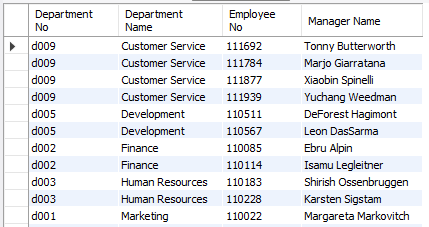 Department No Department Name Employee No Manager Name
d009 Customer Service 111692 Tonny Butterworth
d009 Customer Service 111784 Marjo Giarratana
d009 Customer Service 111877 Xiaobin Spinelli
d009 Customer Service 111939 Yuchang Weedman
d005 Development 110511 DeForest Hagimont
d005 Development 110567 Leon DasSarma
d002 Finance 110085 Ebru Alpin
d002 Finance 110114 Isamu Legleitner
d003 Human Resources 110183 Shirish Ossenbruggen
d003 Human Resources 110228 Karsten Sigstam
d001 Marketing 110022 Margareta Markovitch